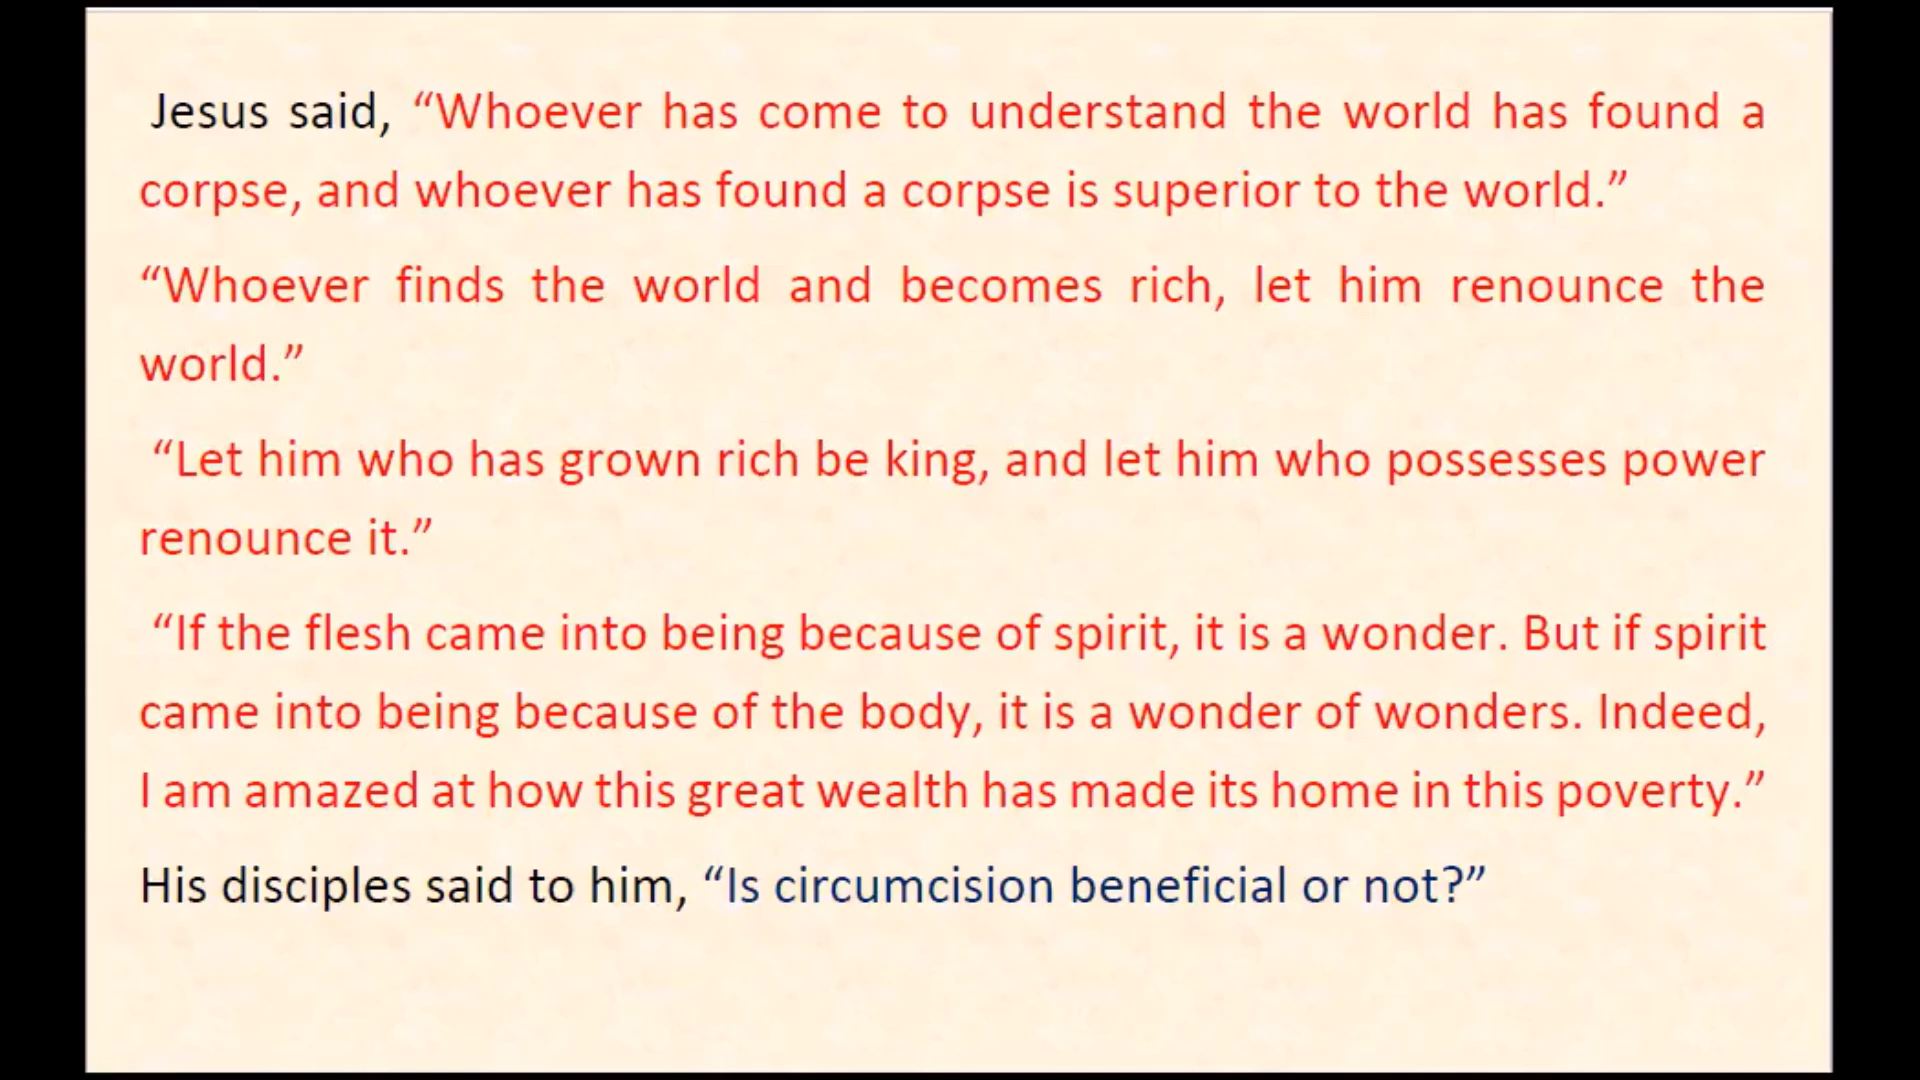 Jesus said, “Whoever has come to understand the world has found a
corpse, and whoever has found a corpse is superior to the world.”
“Whoever finds the world and becomes rich, let him renounce the
world.”
“Let him who has grown rich be king, and let him who possesses power
renounce it.”
“If the flesh came into being because of spirit, it is a wonder. But if spirit
came into being because of the body, it is a wonder of wonders. Indeed,
I am amazed at how this great wealth has made its home in this poverty.”
His disciples said to him, “Is circumcision beneficial or not?”